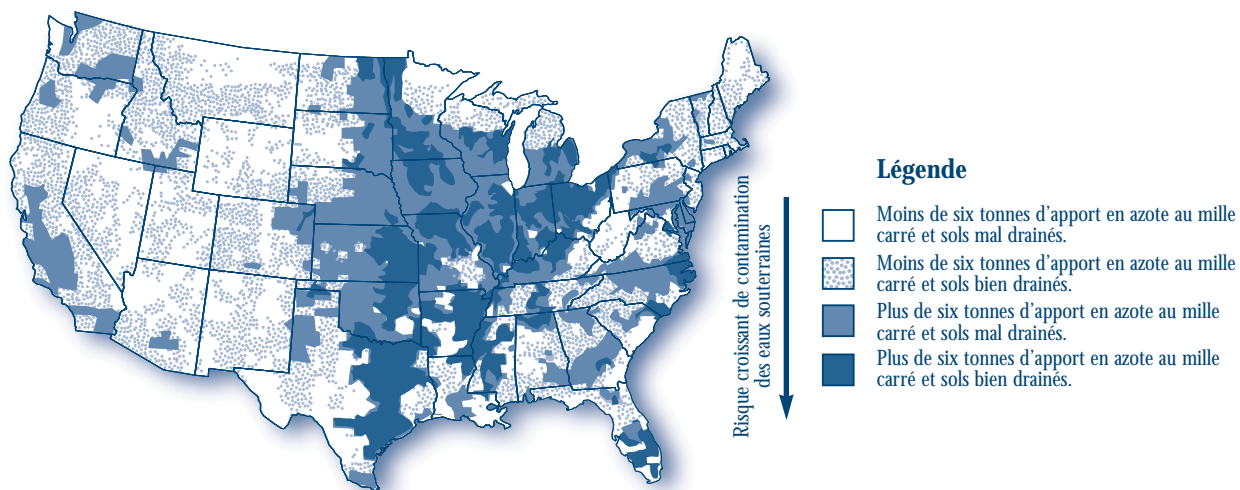 Risque croissant de contamination
des eaux souterraines
Légende
Moins de six tonnes d'apport en azote au mille
carré et sols mal drainés.
Moins de six tonnes d'apport en azote au mille
carré et sols bien drainés.
Plus de six tonnes d'apport en azote au mille
carré et sols mal drainés.
Plus de six tonnes d'apport en azote au mille
carré et sols bien drainés.